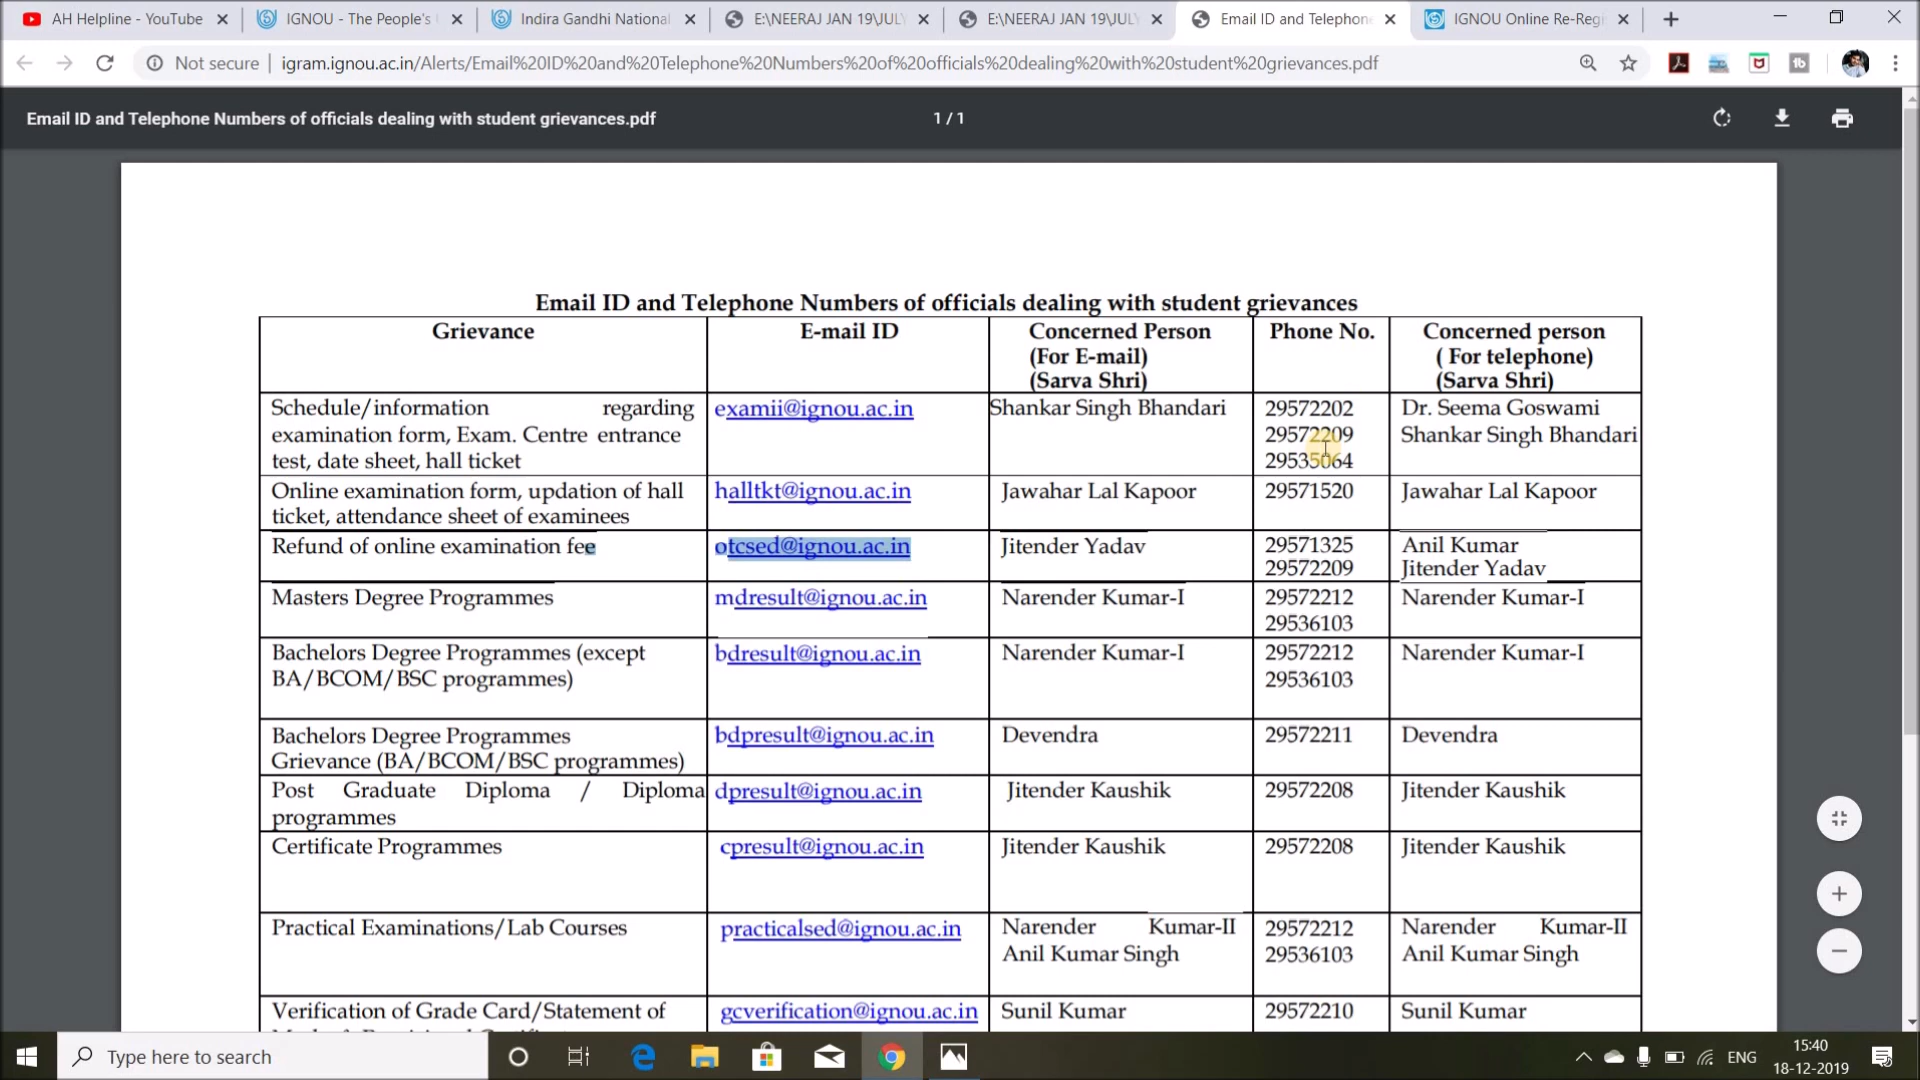 AH Helpline - YouTube
IGNOU - The People's
Indira Gandhi National
E:\NEERAJ JAN 19\JULY
E:\NEERAJ JAN 19\JULY
Email ID and Telephone
IGNOU Online Re-Regi
Not secure | igram.ignou.ac.in/Alerts/Email%20ID%20and%20Telephone%20Numbers%20of%20officials%20dealing%20with%20student%20grievances.pdf
Email ID and Telephone Numbers of officials dealing with student grievances.pdf
1 / 1
Email ID and Telephone Numbers of officials dealing with student grievances
Grievance
E-mail ID
Concerned Person
(For E-mail)
(Sarva Shri)
Phone No.
Concerned person
( For telephone)
(Sarva Shri)
Schedule/information regarding
examination form, Exam. Centre entrance
test, date sheet, hall ticket
examii@ignou.ac.in
Shankar Singh Bhandari
29572202
29572209
29535064
Dr. Seema Goswami
Shankar Singh Bhandari
Online examination form, updation of hall
ticket, attendance sheet of examinees
halltkt@ignou.ac.in
Jawahar Lal Kapoor
29571520
Jawahar Lal Kapoor
Refund of online examination fee
otcsed@ignou.ac.in
Jitender Yadav
29571325
29572209
Anil Kumar
Jitender Yadav
Masters Degree Programmes
mdresult@ignou.ac.in
Narender Kumar-I
29572212
29536103
Narender Kumar-I
Bachelors Degree Programmes (except
BA/BCOM/BSC programmes)
bdresult@ignou.ac.in
Narender Kumar-I
29572212
29536103
Narender Kumar-I
Bachelors Degree Programmes
Grievance (BA/BCOM/BSC programmes)
bdpresult@ignou.ac.in
Devendra
29572211
Devendra
Post Graduate Diploma / Diploma
programmes
dpresult@ignou.ac.in
Jitender Kaushik
29572208
Jitender Kaushik
Certificate Programmes
cpresult@ignou.ac.in
Jitender Kaushik
29572208
Jitender Kaushik
Practical Examinations/Lab Courses
practicalsed@ignou.ac.in
Narender Kumar-II
Anil Kumar Singh
29572212
29536103
Narender Kumar-II
Anil Kumar Singh
Verification of Grade Card/Statement of
gcverification@ignou.ac.in
Sunil Kumar
29572210
Sunil Kumar
Type here to search
ENG
15:40
18-12-2019